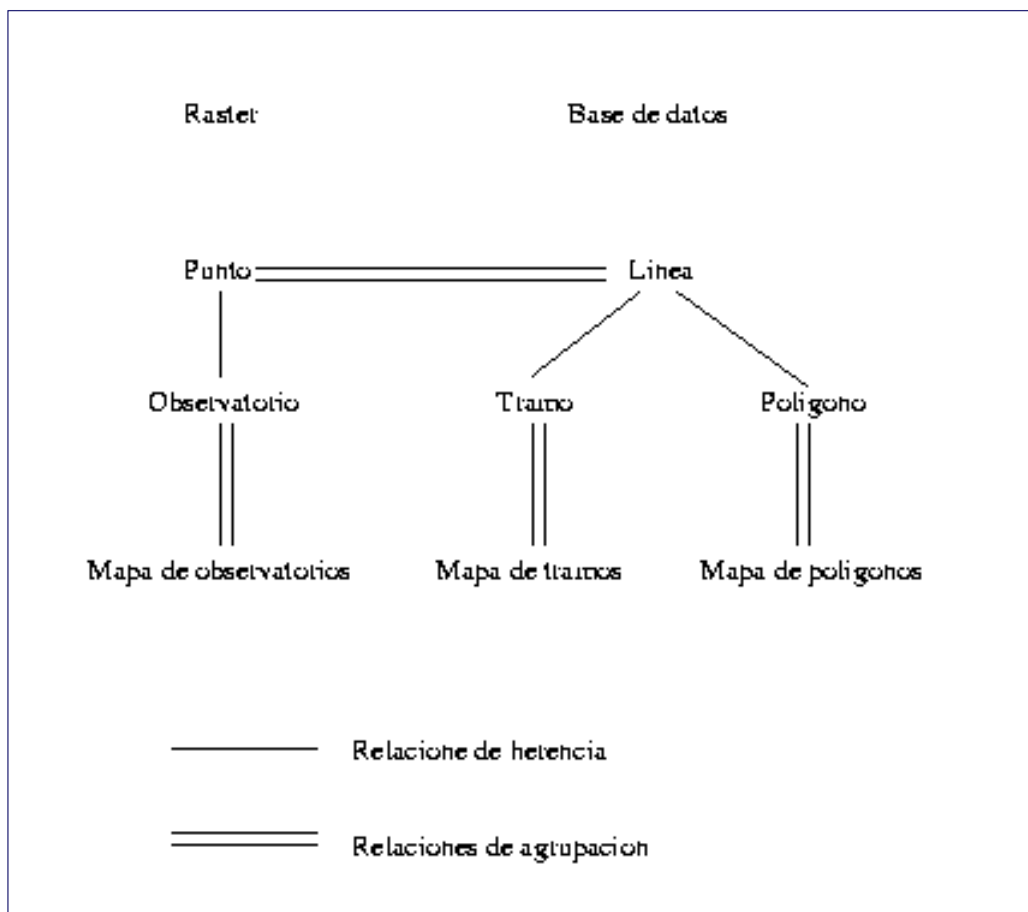 Raster Base de datos
Punto Linea
Observatorio Tramo Poligono
Mapa de observatorios Mapa de tramos Mapa de poligonos
Relacione de herencia
Relaciones de agrupacion